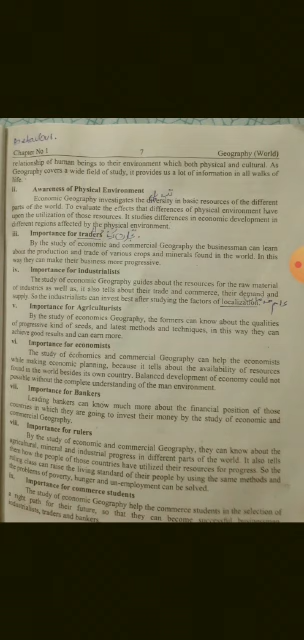 Chapter No 1 7 Geography (World)
relationship of human beings to their environment which both physical and cultural. As
Geography covers a wide field of study, it provides us a lot of information in all walks of
life.
ii. Awareness of Physical Environment
Economic Geography investigates the diversity in basic resources of the different
parts of the world. To evaluate the effects that differences of physical environment have
upon the utilization of those resources. It studies differences in economic development in
different regions affected by the physical environment.
iii. Importance for traders
By the study of economic and commercial Geography the businessman can learn
about the production and trade of various crops and materials found in the world. In this
way they can make their business more progressive.
iv. Importance for industrialists
The study of economic Geography guides about the resources for the raw material
of industries as well as, it also tells about their trade and commerce, their demand and
supply. So the industrialists can invest best after studying the factors of localization.
v. Importance for Agriculturists
By the study of economics Geography, the formers can know about the qualities
of progressive kind of seeds, and latest methods and techniques, in this way they can
achieve good results and can earn more.
vi. Importance for economists
The study of economics and commercial Geography can help the economists
while making economic planning, because it tells about the availability of resources
found in the world besides its own country. Balanced development of economy could not
possible without the complete understanding of the man environment.
vii. Importance for Bankers
Leading bankers can know much more about the financial position of those
countries in which they are going to invest their money by the study of economic and
commercial Geography.
viii. Importance for rulers
By the study of economic and commercial Geography, they can know about the
agricultural, mineral and industrial progress in different parts of the world. It also tells
them how the people of those countries have utilized their resources for progress. So the
ruling class can raise the living standard of their people by using the same methods and
the problems of poverty, hunger and un-employment can be solved.
ix. Importance for commerce students
The study of economic Geography help the commerce students in the selection of
a right path for their future, so that they can become successful businessman,
industrialists, traders and bankers.